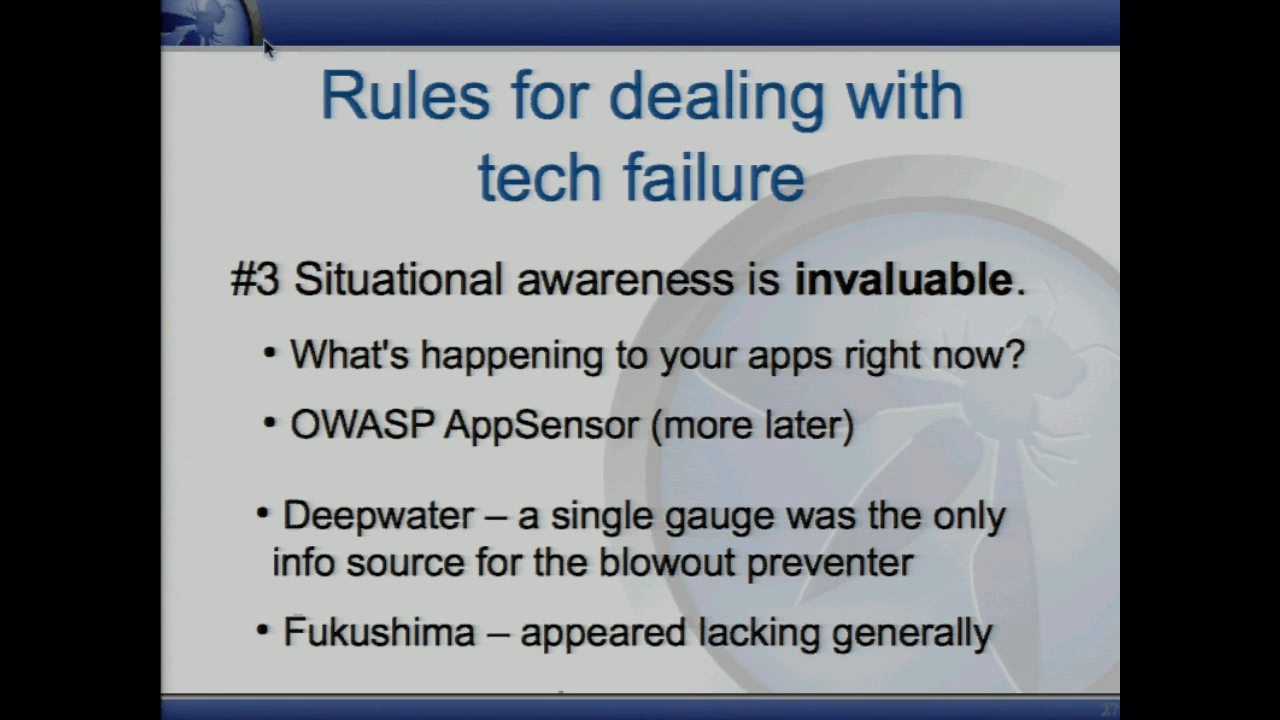 Rules for dealing with
tech failure
#3 Situational awareness is invaluable.
• What's happening to your apps right now?
• OWASP AppSensor (more later)
• Deepwater – a single gauge was the only
info source for the blowout preventer
• Fukushima – appeared lacking generally
27